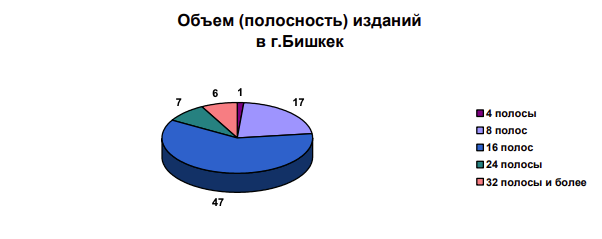 Объем (полосность) изданий
в г.Бишкек
7
6
1
17
47
4 полосы
8 полос
16 полос
24 полосы
32 полосы и более